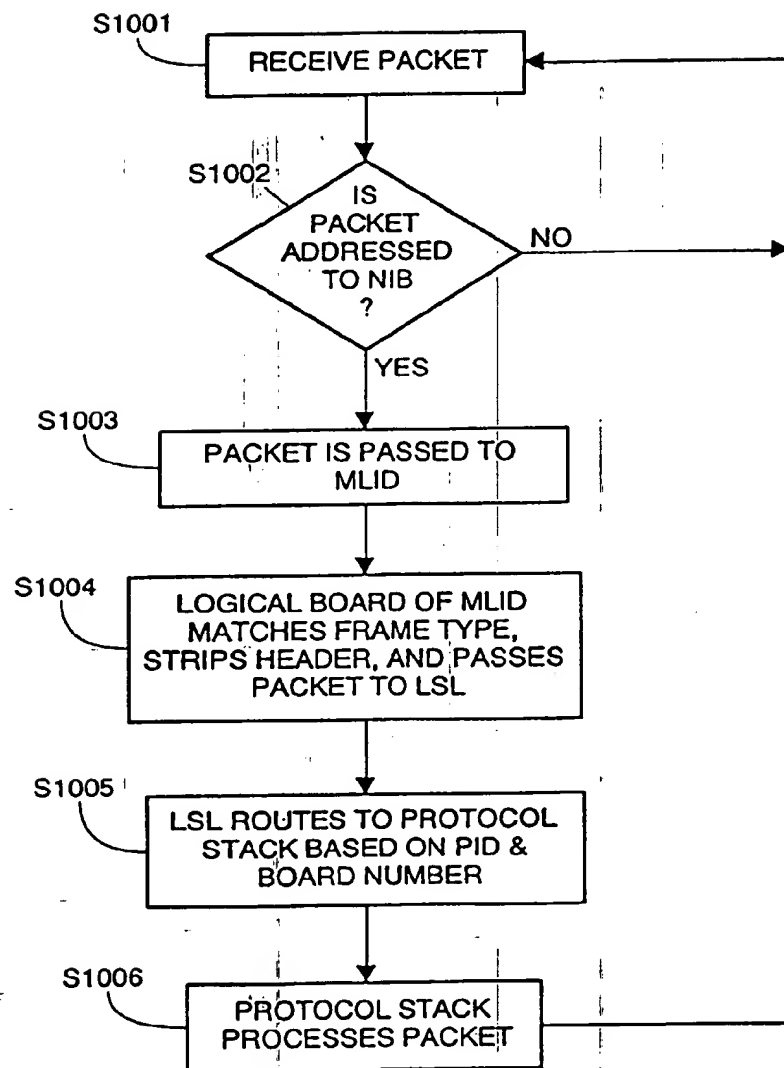 S1001
RECEIVE PACKET
S1002
IS
PACKET
ADDRESSED
TO NIB
?
NO
YES
S1003
PACKET IS PASSED TO
MLID
S1004
LOGICAL BOARD OF MLID
MATCHES FRAME TYPE,
STRIPS HEADER, AND PASSES
PACKET TO LSL
S1005
LSL ROUTES TO PROTOCOL
STACK BASED ON PID &
BOARD NUMBER
S1006
PROTOCOL STACK
PROCESSES PACKET